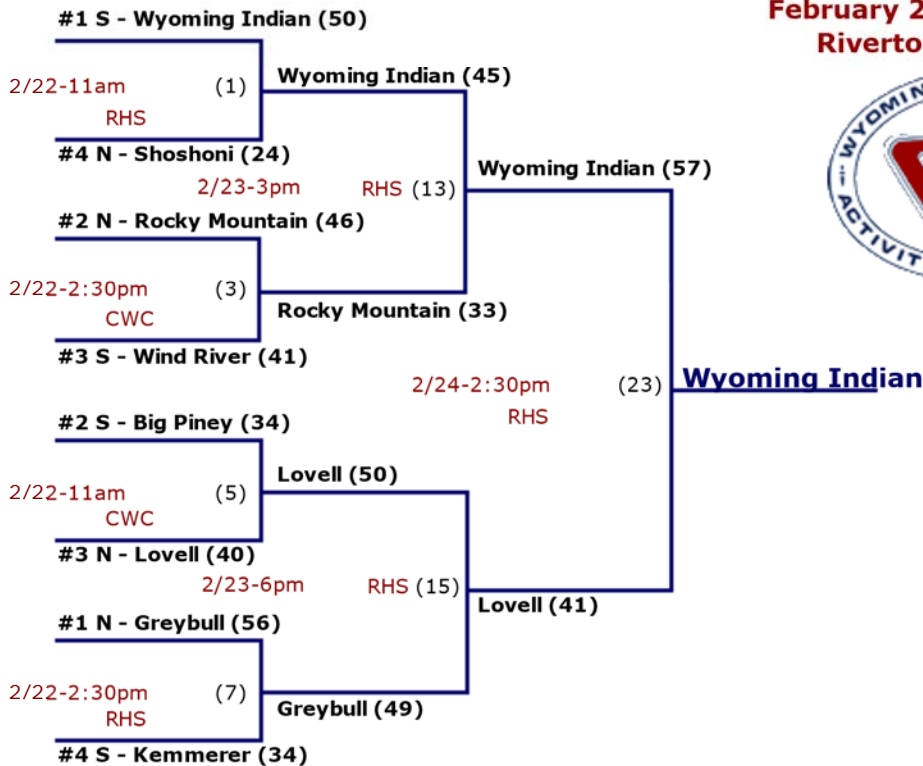 #1 S - Wyoming Indian (50)
February 2
Riverto
2/22-11am (1)
Wyoming Indian (45)
RHS
#4 N - Shoshoni (24)
WYOMIN
ACTIVIT
2/23-3pm RHS (13)
Wyoming Indian (57)
#2 N - Rocky Mountain (46)
2/22-2:30pm (3)
Rocky Mountain (33)
CWC
#3 S - Wind River (41)
2/24-2:30pm (23)
Wyoming Indian
RHS
#2 S - Big Piney (34)
Lovell (50)
2/22-11am (5)
CWC
#3 N - Lovell (40)
2/23-6pm RHS (15)
Lovell (41)
#1 N - Greybull (56)
2/22-2:30pm (7)
Greybull (49)
RHS
#4 S - Kemmerer (34)